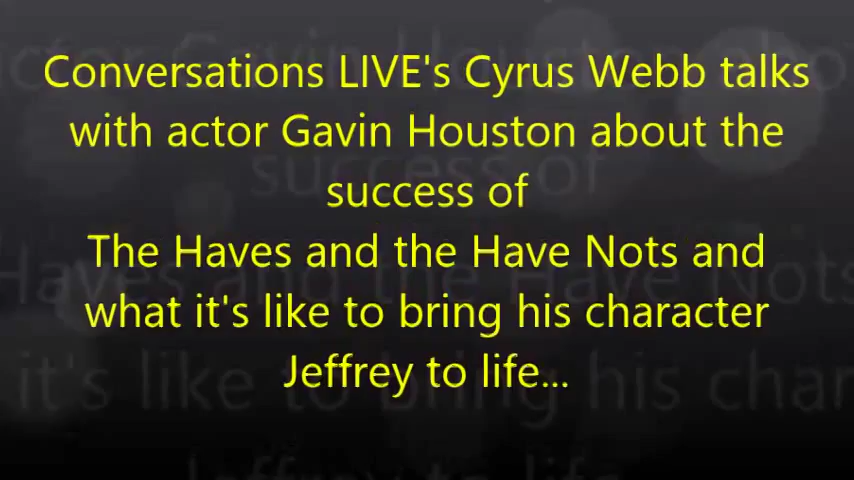 Conversations LIVE's Cyrus Webb talks
with actor Gavin Houston about the
success of
The Haves and the Have Nots and
what it's like to bring his character
Jeffrey to life...